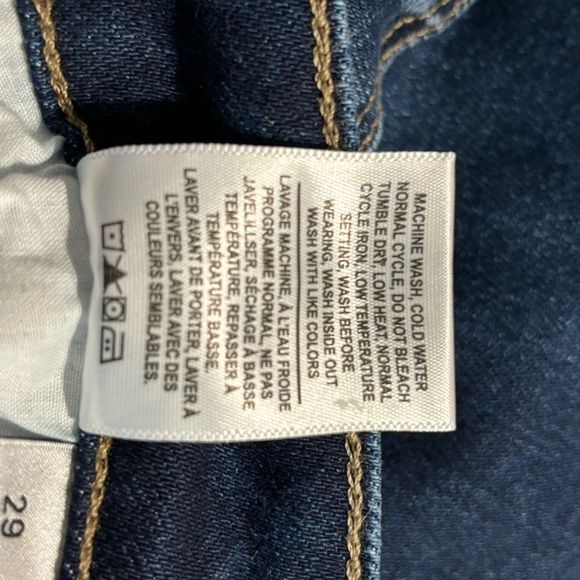 MACHINE WASH, COLD WATER
NORMAL CYCLE, DO NOT BLEACH
TUMBLE DRY, LOW HEAT, NORMAL
CYCLE IRON, LOW TEMPERATURE
SETTING, WASH BEFORE
WEARING, WASH INSIDE OUT
WASH WITH LIKE COLORS
LAVAGE MACHINE, À L'EAU FROIDE
PROGRAMME NORMAL, NE PAS
JAVELILSER, SÉCHAGE À BASSE
TEMPÉRATURE, REPASSER À
TEMPÉRATURE BASSE,
LAVER AVANT DE PORTER, LAVER À
L'ENVERS, LAVER AVEC DES
COULEURS SEMBLABLES.
29